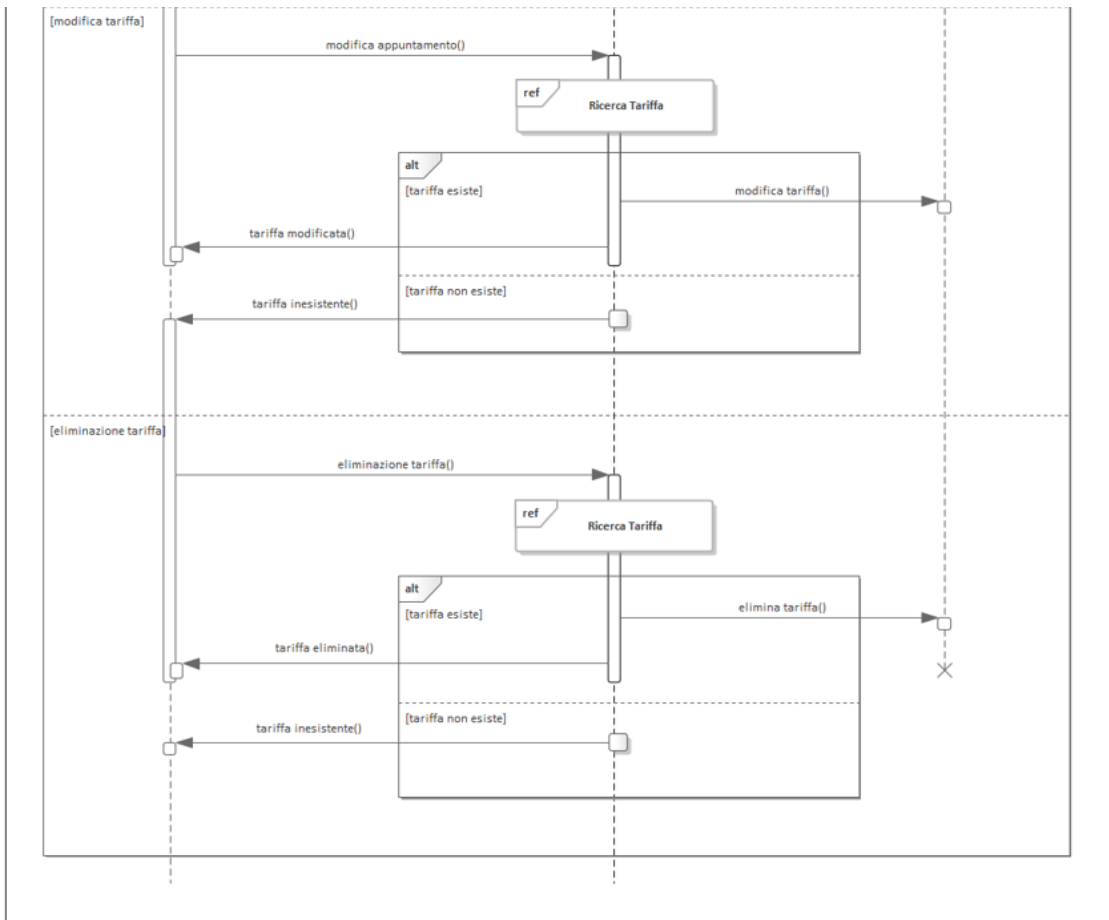 [modifica tariffa]
modifica appuntamento()
ref
Ricerca Tariffa
alt
[tariffa esiste]
modifica tariffa()
tariffa modificata()
[tariffa non esiste]
tariffa inesistente()
[eliminazione tariffa]
eliminazione tariffa()
ref
Ricerca Tariffa
alt
[tariffa esiste]
elimina tariffa()
tariffa eliminata()
[tariffa non esiste]
tariffa inesistente()